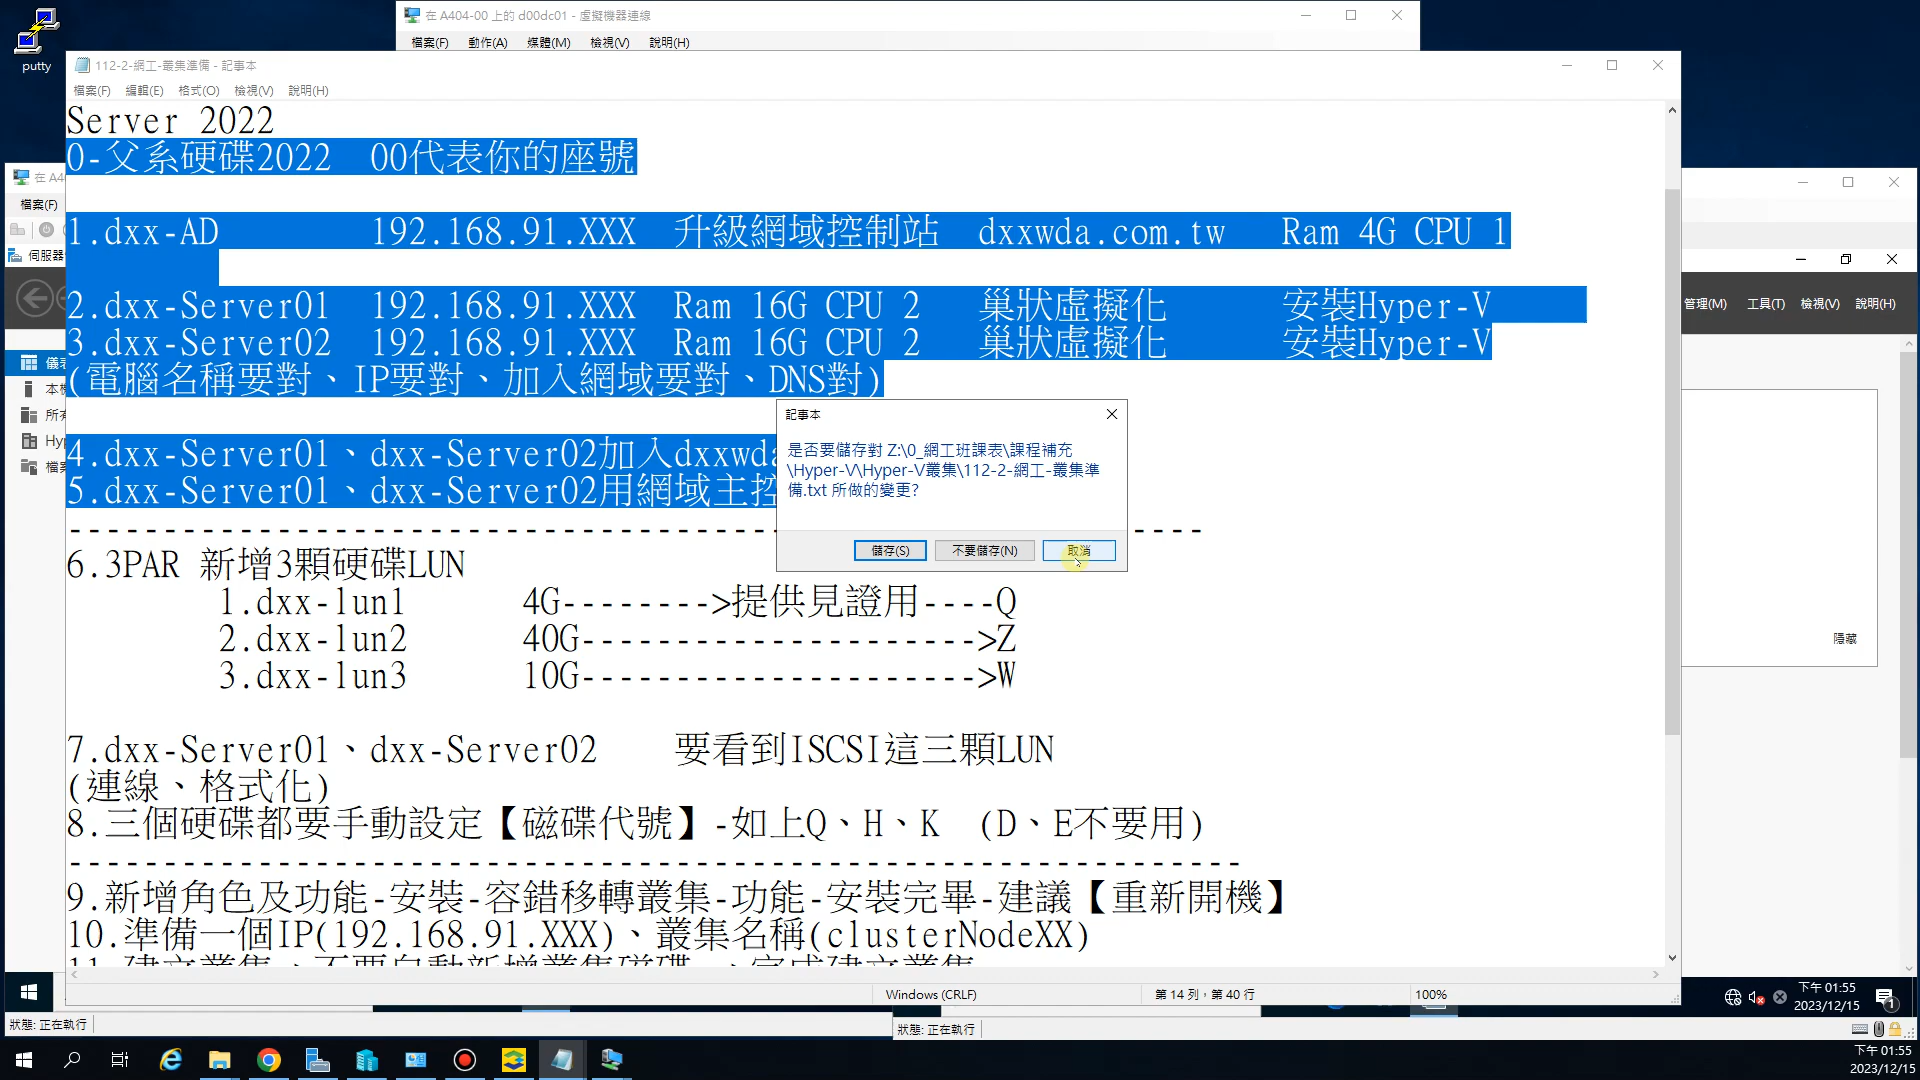 putty
在 A404-00 上的 d00dc01 - 虛擬機器連線
檔案(F) 動作(A) 媒體(M) 檢視(V) 說明(H)
112-2-網工-叢集準備 - 記事本
檔案(F) 編輯(E) 格式(O) 檢視(V) 說明(H)
Server 2022
0-父系硬碟2022 00代表你的座號
1.dxx-AD 192.168.91.XXX 升級網域控制站 dxxwda.com.tw Ram 4G CPU 1
2.dxx-Server01 192.168.91.XXX Ram 16G CPU 2 巢狀虛擬化 安裝Hyper-V
3.dxx-Server02 192.168.91.XXX Ram 16G CPU 2 巢狀虛擬化 安裝Hyper-V
(電腦名稱要對、IP要對、加入網域要對、DNS對)
4.dxx-Server01、dxx-Server02加入dxxwda
5.dxx-Server01、dxx-Server02用網域主控
------------------------------------------------------------
6.3PAR 新增3顆硬碟LUN
1.dxx-lun1 4G-------->提供見證用----Q
2.dxx-lun2 40G--------------------->Z
3.dxx-lun3 10G--------------------->W
7.dxx-Server01、dxx-Server02 要看到ISCSI這三顆LUN
(連線、格式化)
8.三個硬碟都要手動設定【磁碟代號】-如上Q、H、K (D、E不要用)
--------------------------------------------------------------
9.新增角色及功能-安裝-容錯移轉叢集-功能-安裝完畢-建議【重新開機】
10.準備一個IP(192.168.91.XXX)、叢集名稱(clusterNodeXX)
Windows (CRLF) 第 14 列，第 40 行 100%
記事本
是否要儲存對 Z:\0_網工班課表\課程補充
\Hyper-V\Hyper-V叢集\112-2-網工-叢集準
備.txt 所做的變更?
儲存(S) 不要儲存(N) 取消
在 A4
檔案(F)
伺服器
儀
本
所有
Hyp
檔案
管理(M) 工具(T) 檢視(V) 說明(H)
隱藏
下午 01:55
2023/12/15
1
狀態: 正在執行
狀態: 正在執行
下午 01:55
2023/12/15